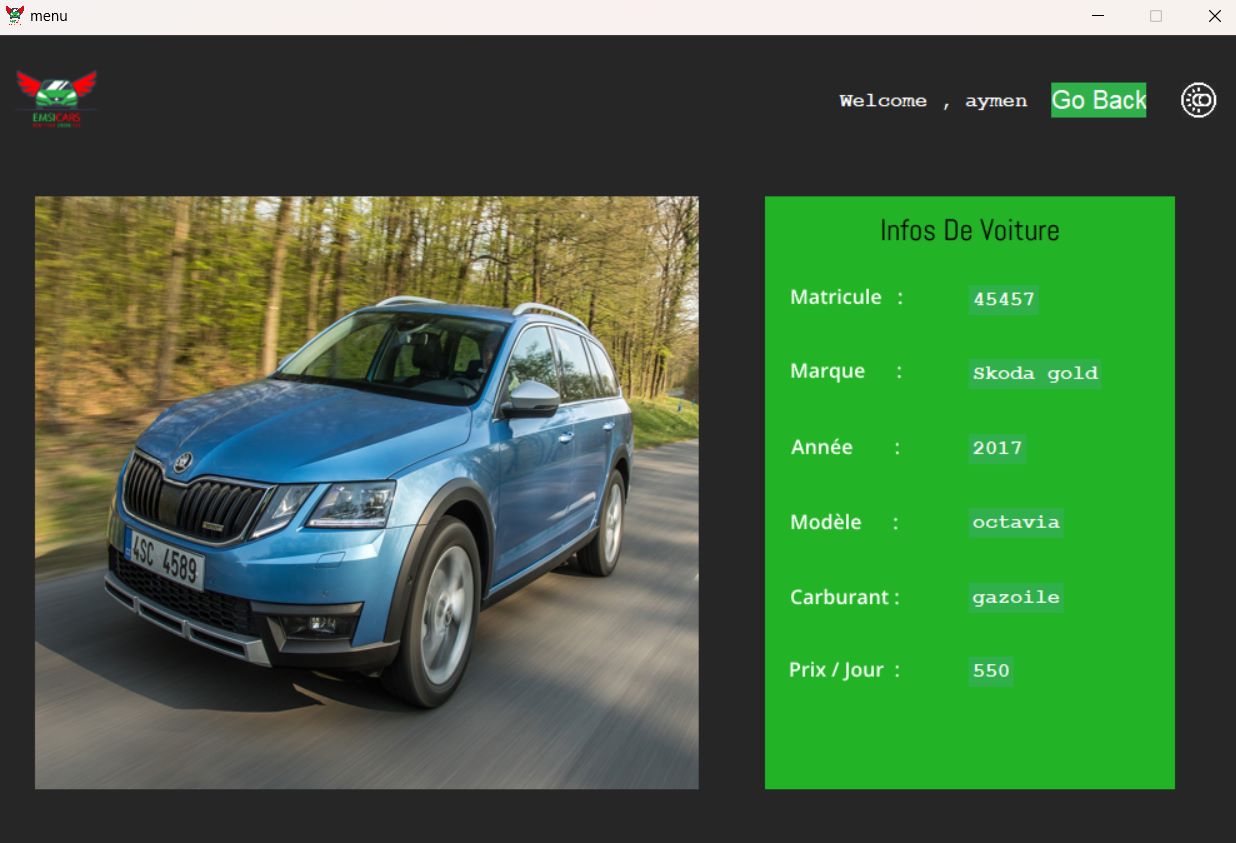 menu
EMSICARS
Welcome , aymen
Go Back
Infos De Voiture
Matricule : 45457
Marque : Skoda gold
Année : 2017
Modèle : octavia
Carburant : gazoile
Prix / Jour : 550
4SC 4589